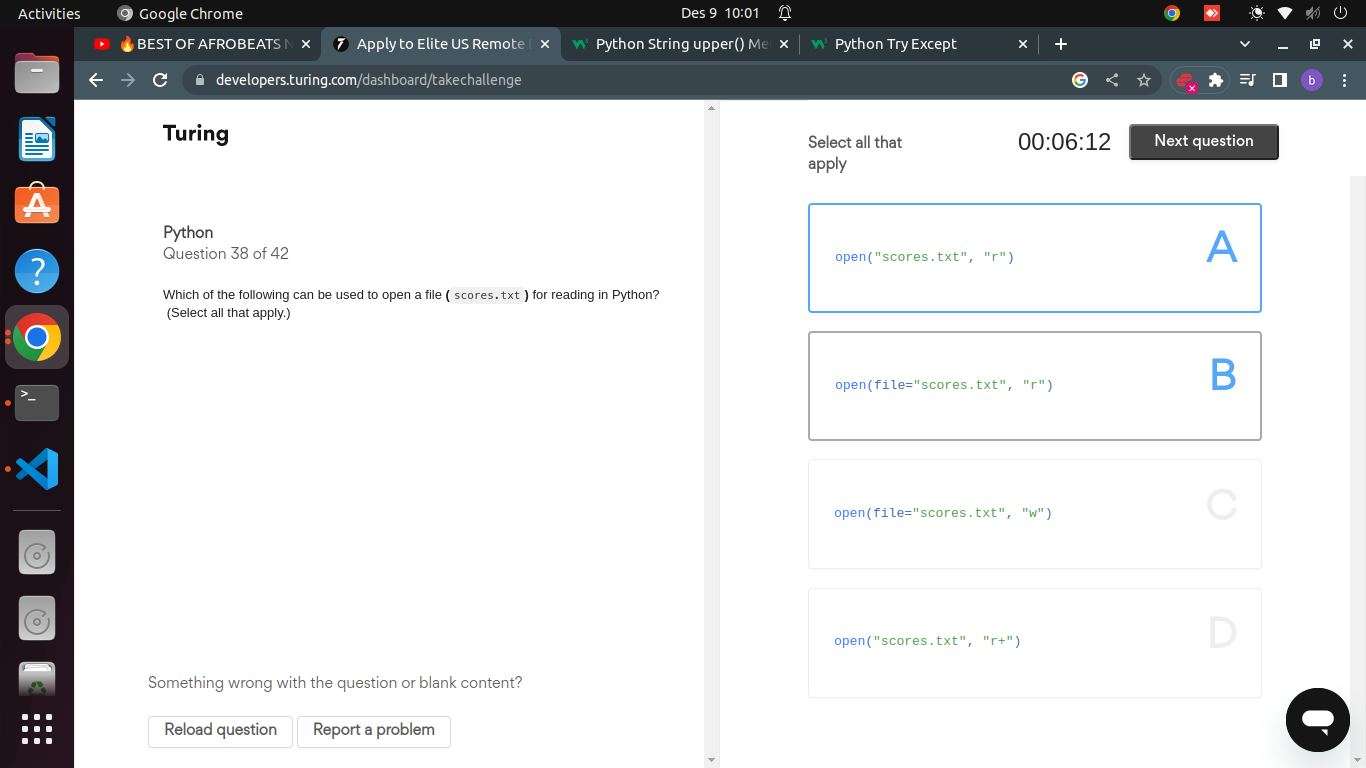 Activities
Google Chrome
Des 9 10:01
🔥BEST OF AFROBEATS N
Apply to Elite US Remote
Python String upper() Me
Python Try Except
developers.turing.com/dashboard/takechallenge
b
Turing
Select all that
apply
00:06:12
Next question
Python
Question 38 of 42
Which of the following can be used to open a file (scores.txt) for reading in Python?
(Select all that apply.)
open("scores.txt", "r")
A
open(file="scores.txt", "r")
B
open(file="scores.txt", "w")
C
open("scores.txt", "r+")
D
Something wrong with the question or blank content?
Reload question
Report a problem